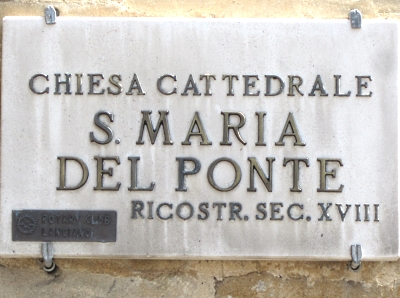 CHIESA CATTEDRALE
S. MARIA
DEL PONTE
RICOSTR. SEC. XVIII